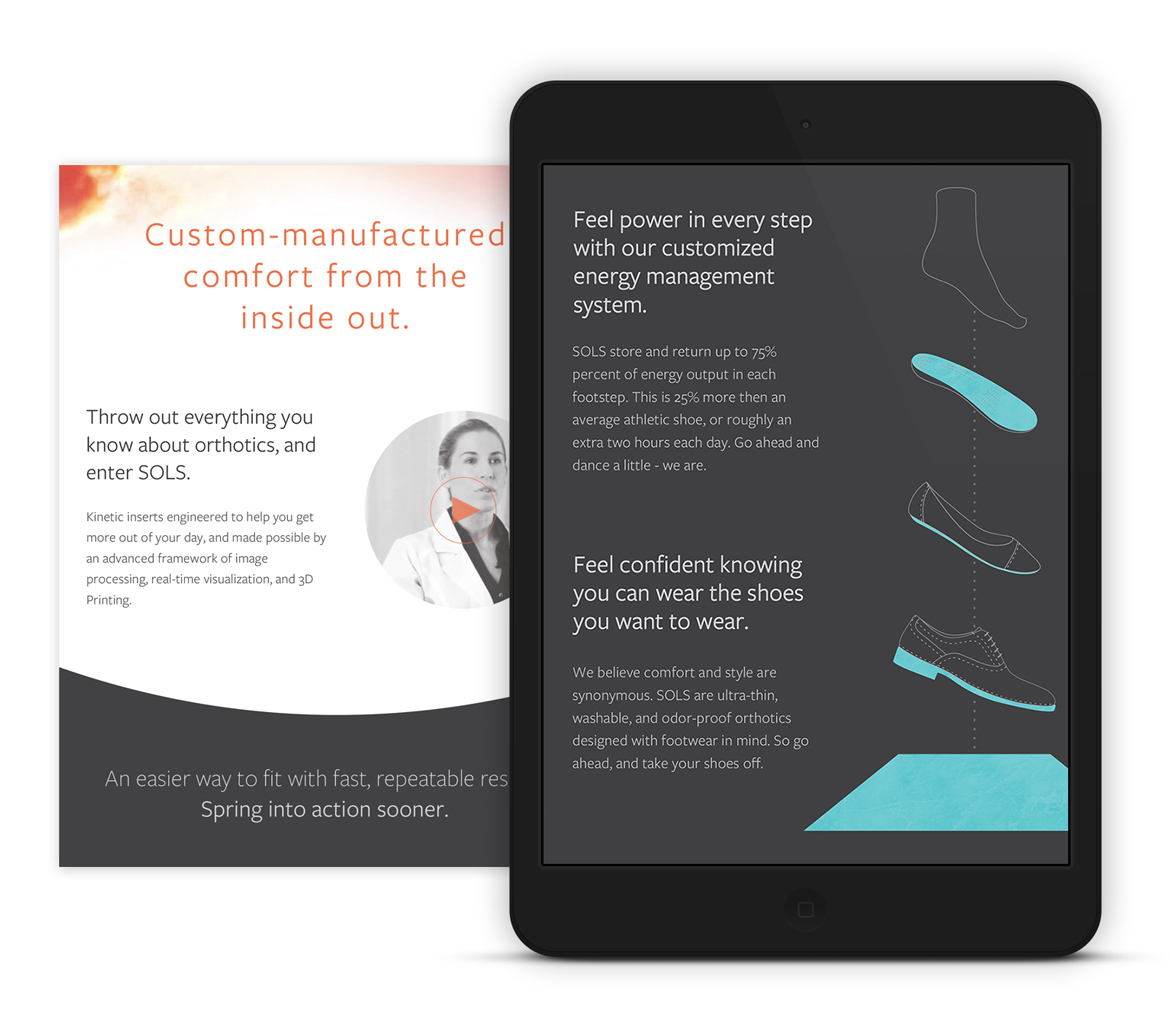 Custom-manufactured
comfort from the
inside out.
Throw out everything you
know about orthotics, and
enter SOLS.
Kinetic inserts engineered to help you get
more out of your day, and made possible by
an advanced framework of image
processing, real-time visualization, and 3D
Printing.
An easier way to fit with fast, repeatable
Spring into action sooner.
Feel power in every step
with our customized
energy management
system.
SOLS store and return up to 75%
percent of energy output in each
footstep. This is 25% more then an
average athletic shoe, or roughly an
extra two hours each day. Go ahead and
dance a little - we are.
Feel confident knowing
you can wear the shoes
you want to wear.
We believe comfort and style are
synonymous. SOLS are ultra-thin,
washable, and odor-proof orthotics
designed with footwear in mind. So go
ahead, and take your shoes off.